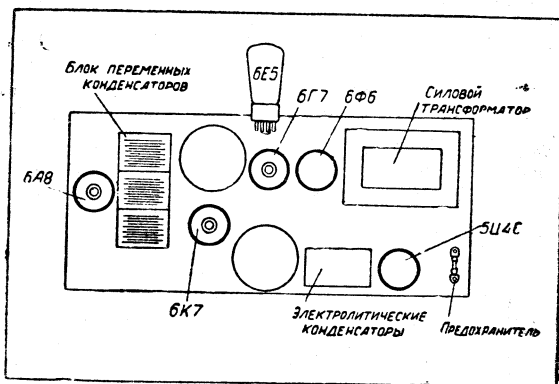 Блок переменных
конденсаторов
6Е5
6Г7
6Ф6
Силовой
трансформатор
6А8
6К7
5Ц4С
Электролитические
конденсаторы
Предохранитель